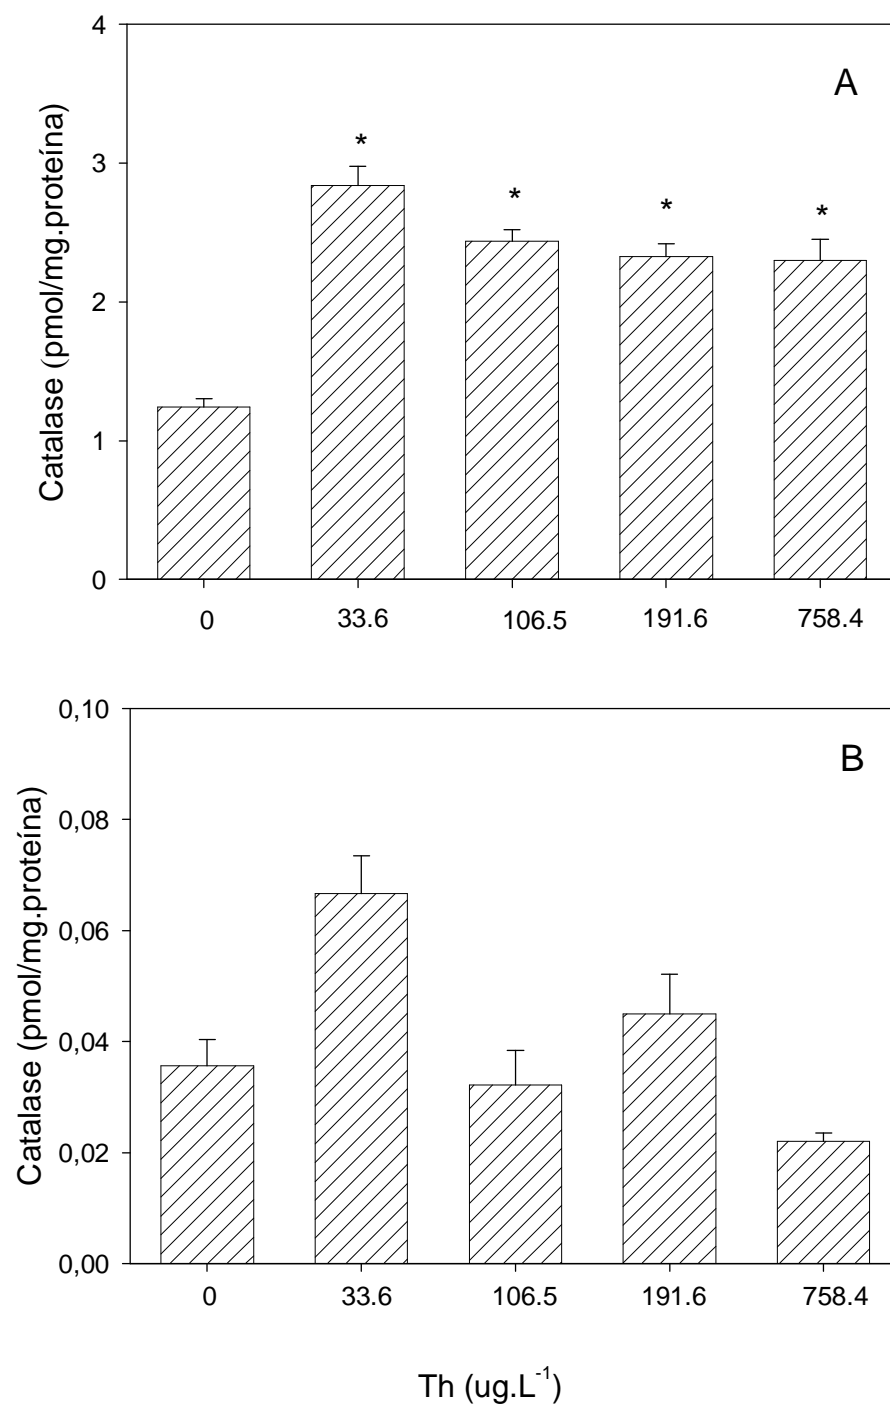 4
A
3
2
1
0
Catalase (pmol/mg.proteína)
*
*
*
*
0 33.6 106.5 191.6 758.4
0,10
B
0,08
0,06
0,04
0,02
0,00
Catalase (pmol/mg.proteína)
0 33.6 106.5 191.6 758.4
Th (ug.L⁻¹)